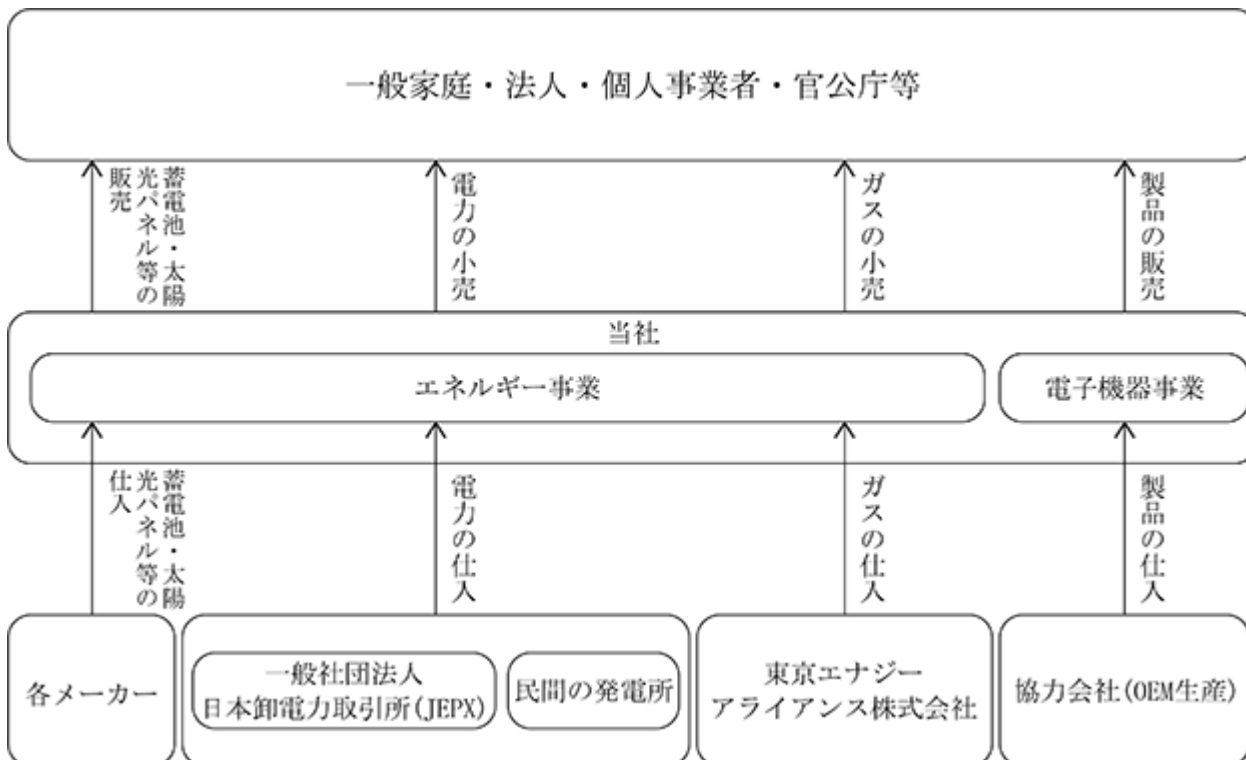 一般家庭・法人・個人事業者・官公庁等
蓄電池・太陽
光パネル等の
販売
電力の小売
ガスの小売
製品の販売
当社
エネルギー事業
電子機器事業
蓄電池・太陽
光パネル等の
仕入
電力の仕入
ガスの仕入
製品の仕入
各メーカー
一般社団法人
日本卸電力取引所(JEPX)
民間の発電所
東京エナジー
アライアンス株式会社
協力会社(OEM生産)